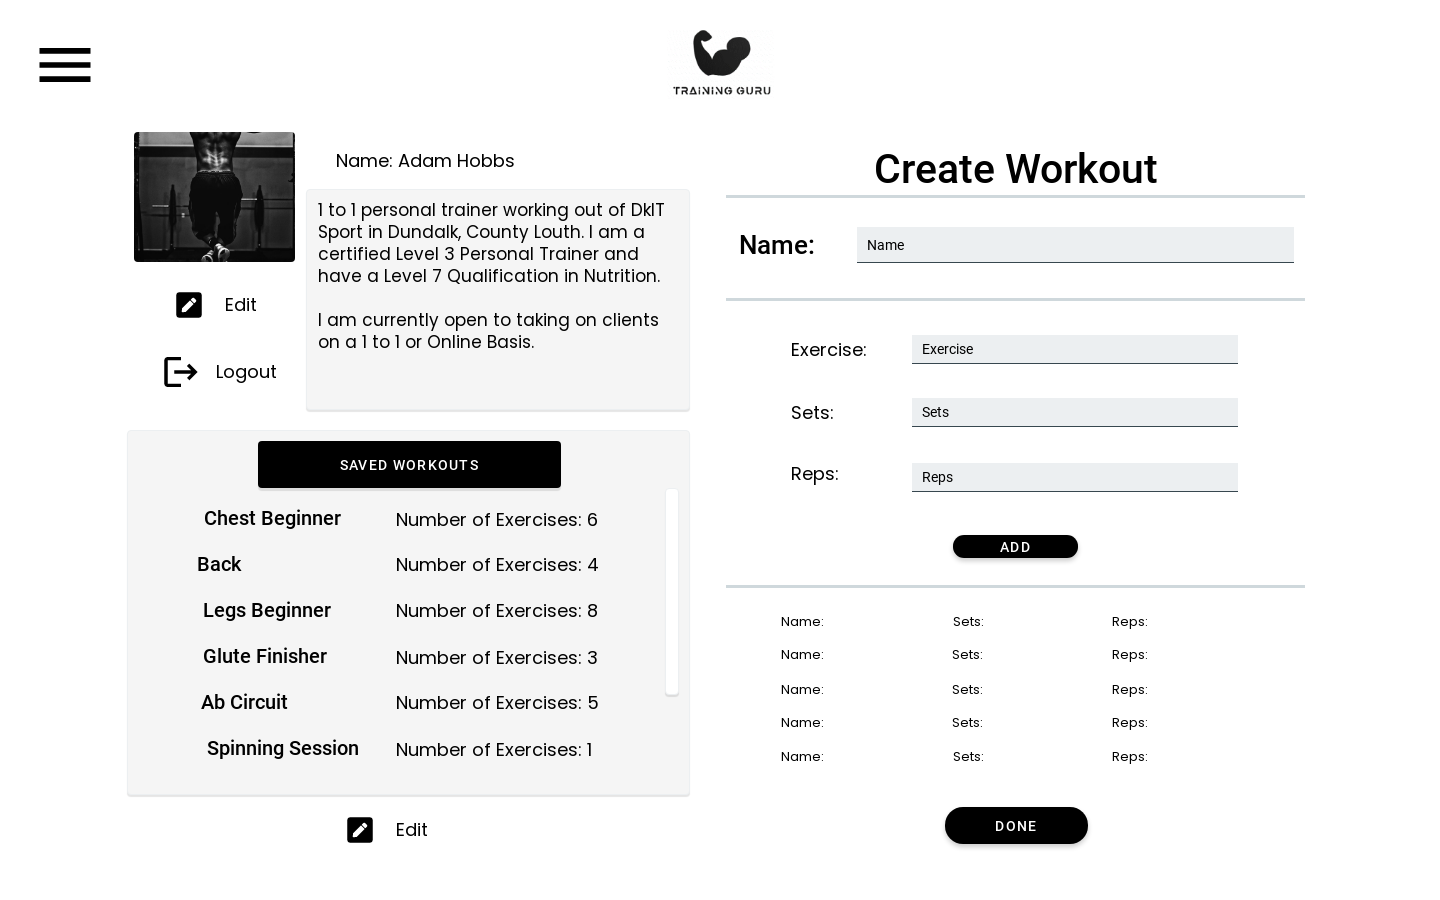 TRAINING GURU
Name: Adam Hobbs
1 to 1 personal trainer working out of DkIT
Sport in Dundalk, County Louth. I am a
certified Level 3 Personal Trainer and
have a Level 7 Qualification in Nutrition.
I am currently open to taking on clients
on a 1 to 1 or Online Basis.
Edit
Logout
SAVED WORKOUTS
Chest Beginner Number of Exercises: 6
Back Number of Exercises: 4
Legs Beginner Number of Exercises: 8
Glute Finisher Number of Exercises: 3
Ab Circuit Number of Exercises: 5
Spinning Session Number of Exercises: 1
Edit
Create Workout
Name: Name
Exercise: Exercise
Sets: Sets
Reps: Reps
ADD
Name: Sets: Reps:
Name: Sets: Reps:
Name: Sets: Reps:
Name: Sets: Reps:
Name: Sets: Reps:
DONE